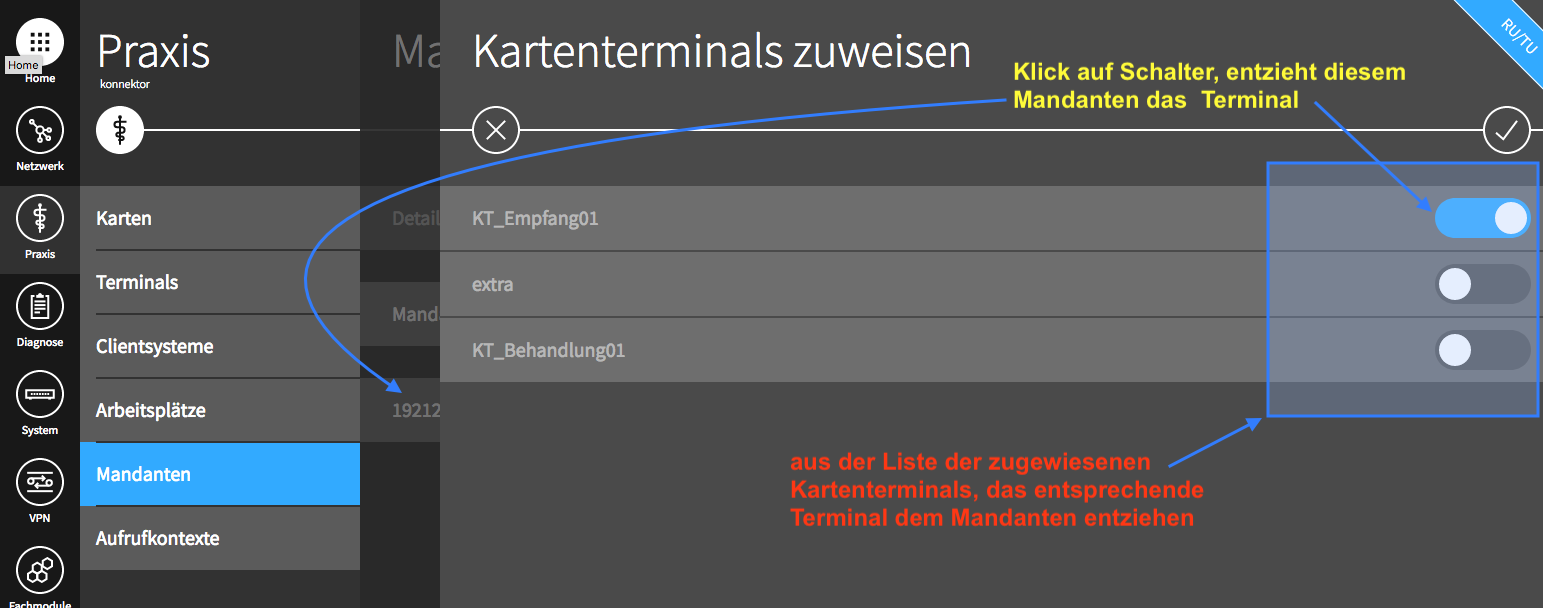 Home
Home
Netzwerk
Praxis
Diagnose
System
VPN
Fachmodule
Praxis
konnektor
Karten
Terminals
Clientsysteme
Arbeitsplätze
Mandanten
Aufrufkontexte
Ma
Detail
Mand
19212
Kartenterminals zuweisen
RU/TU
Klick auf Schalter, entzieht diesem
Mandanten das Terminal
KT_Empfang01
extra
KT_Behandlung01
aus der Liste der zugewiesenen
Kartenterminals, das entsprechende
Terminal dem Mandanten entziehen